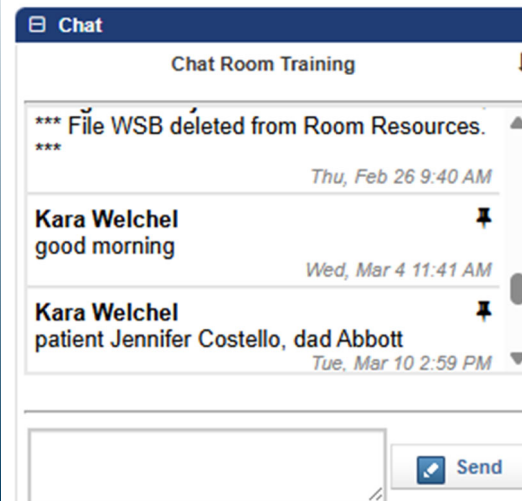 Chat
Chat Room Training
*** File WSB deleted from Room Resources.
***
Thu, Feb 26 9:40 AM
Kara Welchel
good morning
Wed, Mar 4 11:41 AM
Kara Welchel
patient Jennifer Costello, dad Abbott
Tue, Mar 10 2:59 PM
Send